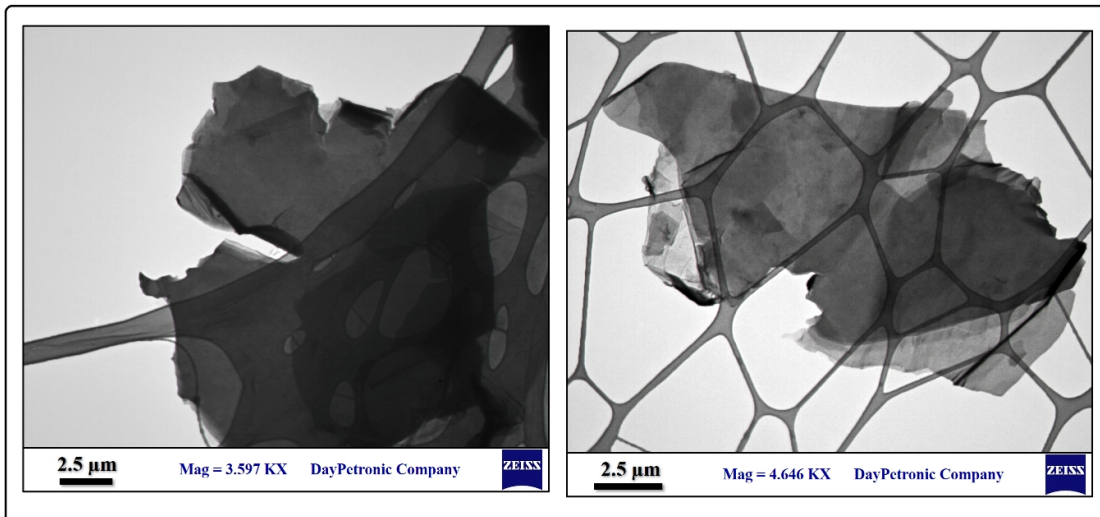 2.5 µm
Mag = 3.597 KX DayPetronic Company
ZEISS
2.5 µm
Mag = 4.646 KX DayPetronic Company
ZEISS